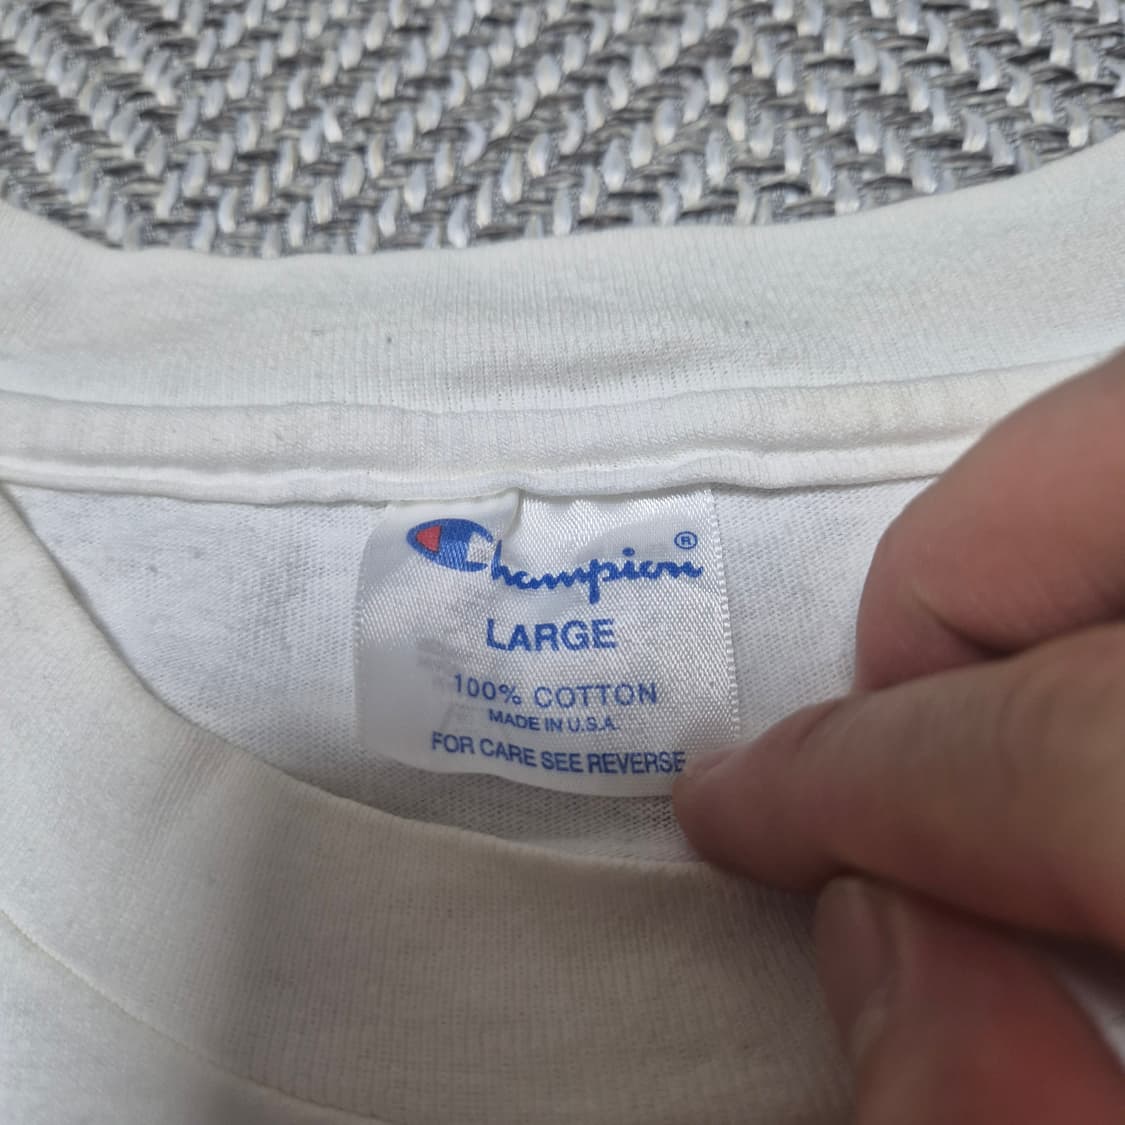 Champion®
LARGE
100% COTTON
MADE IN U.S.A.
FOR CARE SEE REVERSE